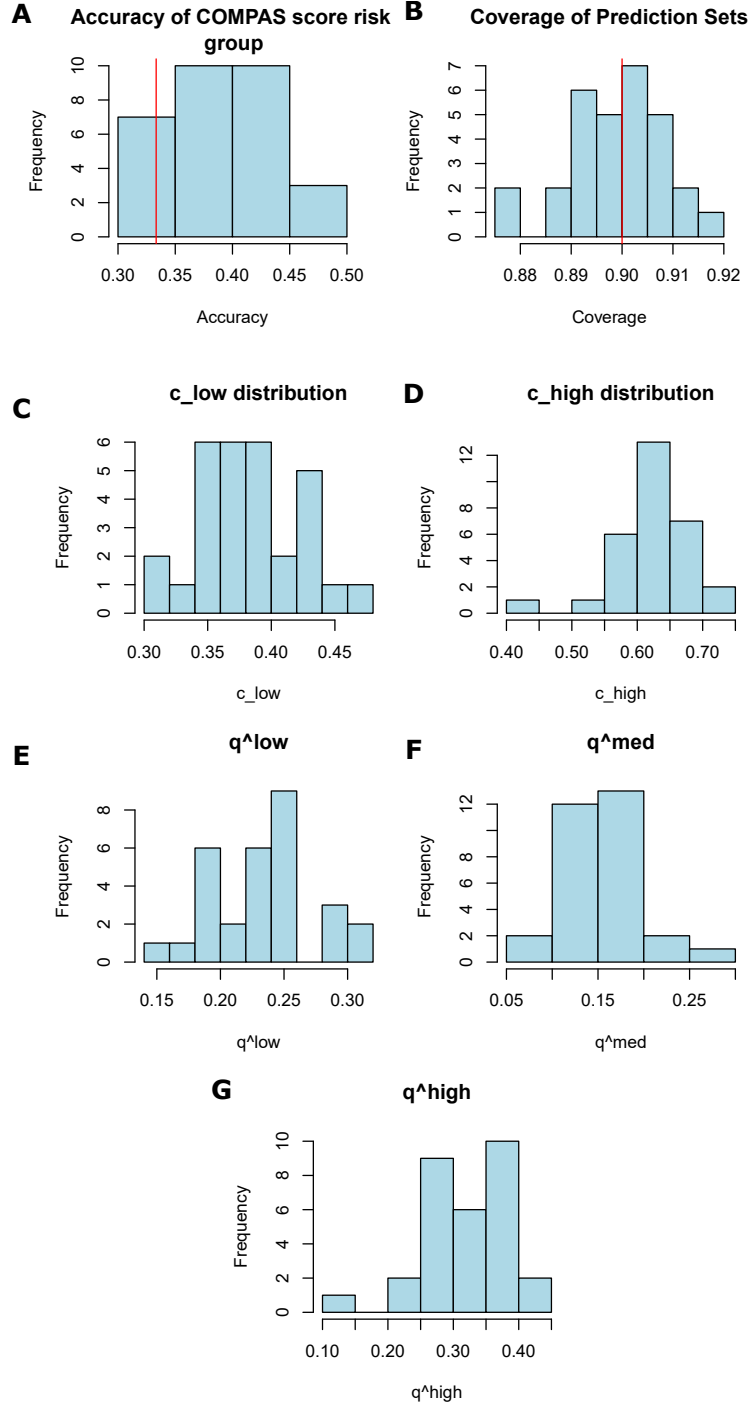 A
Accuracy of COMPAS score risk
group
Frequency
0 2 4 6 8 10
0.30 0.35 0.40 0.45 0.50
Accuracy
B
Coverage of Prediction Sets
Frequency
0 1 2 3 4 5 6 7
0.88 0.89 0.90 0.91 0.92
Coverage
C
c_low distribution
Frequency
0 1 2 3 4 5 6
0.30 0.35 0.40 0.45
c_low
D
c_high distribution
Frequency
0 2 4 6 8 12
0.40 0.50 0.60 0.70
c_high
E
q^low
Frequency
0 2 4 6 8
0.15 0.20 0.25 0.30
q^low
F
q^med
Frequency
0 2 4 6 8 12
0.05 0.15 0.25
q^med
G
q^high
Frequency
0 2 4 6 8 10
0.10 0.20 0.30 0.40
q^high